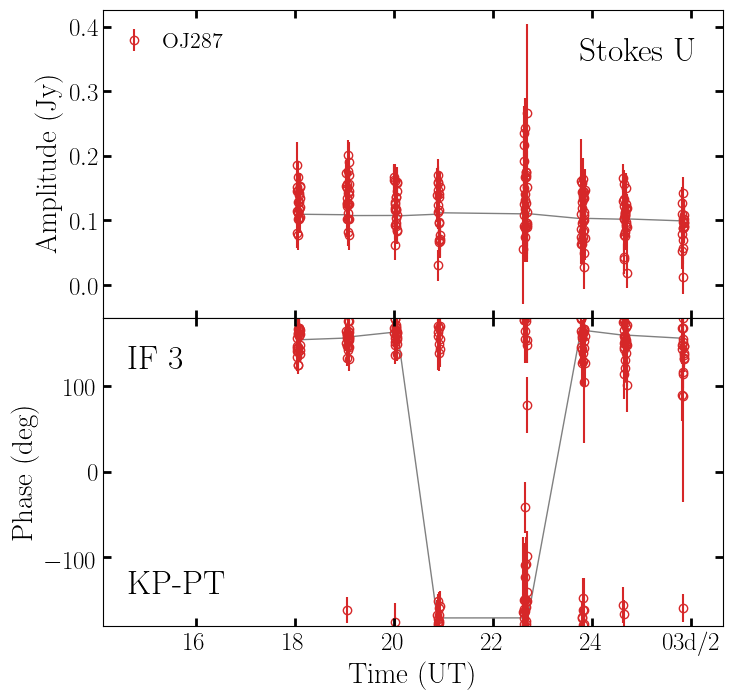 0.4
OJ287
Stokes U
0.3
0.2
0.1
0.0
Amplitude (Jy)
IF 3
100
0
−100
Phase (deg)
KP-PT
16 18 20 22 24 03d/2
Time (UT)